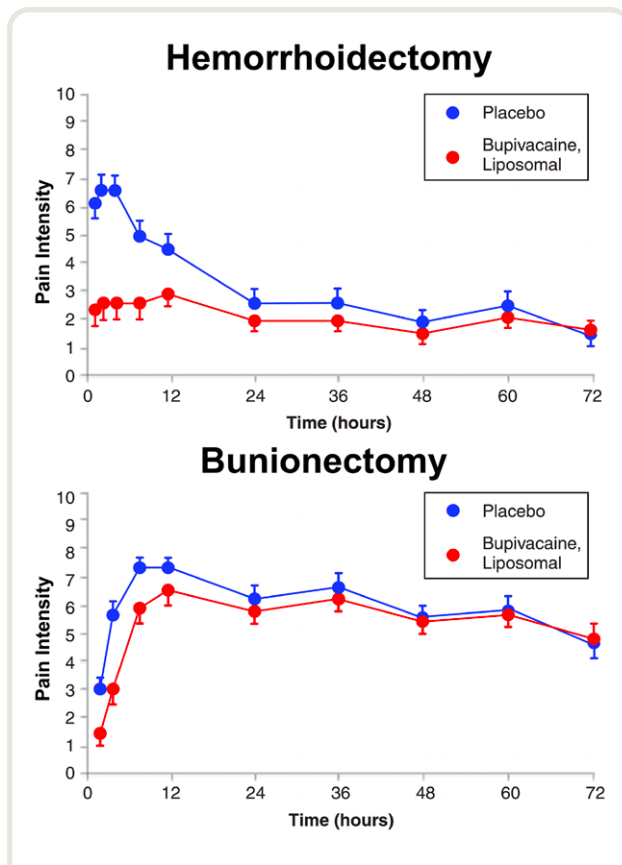 Hemorrhoidectomy
10
9
8
7
6
5
4
3
2
1
0
Pain Intensity
Placebo
Bupivacaine,
Liposomal
0 12 24 36 48 60 72
Time (hours)
Bunionectomy
10
9
8
7
6
5
4
3
2
1
0
Pain Intensity
Placebo
Bupivacaine,
Liposomal
0 12 24 36 48 60 72
Time (hours)